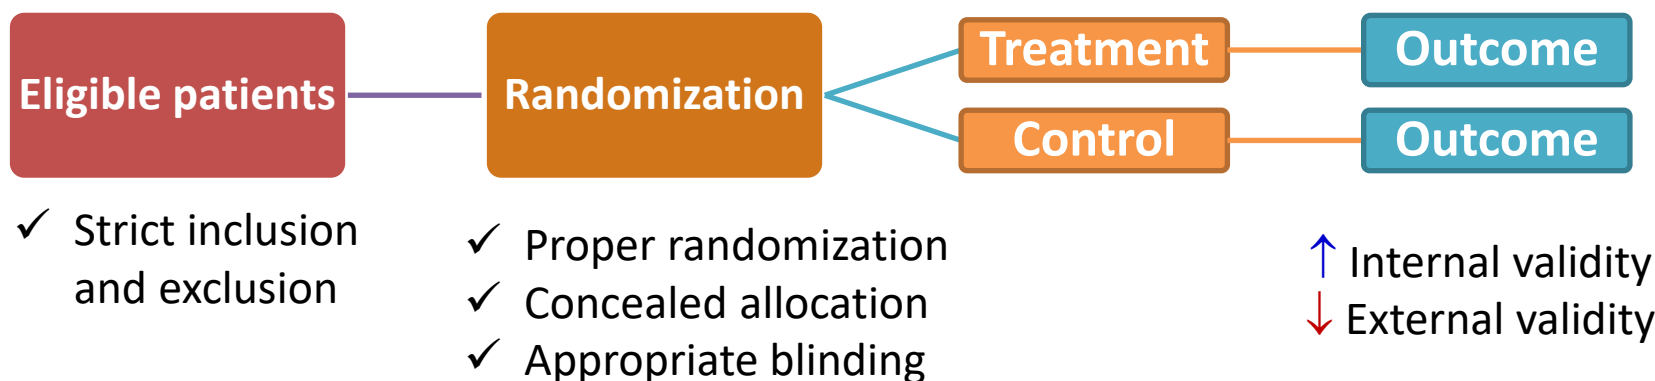 Eligible patients
Randomization
Treatment
Control
Outcome
Outcome
✓ Strict inclusion
and exclusion
✓ Proper randomization
✓ Concealed allocation
✓ Appropriate blinding
↑ Internal validity
↓ External validity